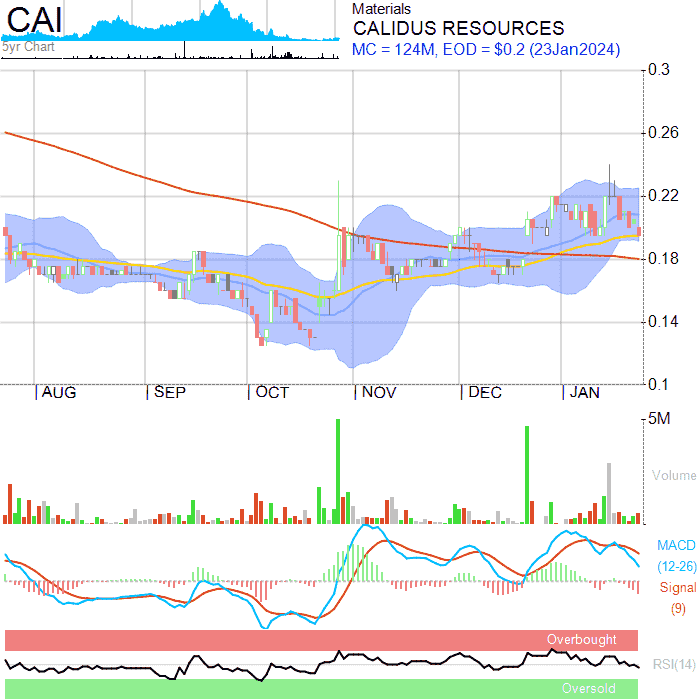 CAI
5yr Chart
Materials
CALIDUS RESOURCES
MC = 124M, EOD = $0.2 (23Jan2024)
0.3
0.26
0.22
0.18
0.14
0.1
AUG
SEP
OCT
NOV
DEC
JAN
5M
Volume
MACD
(12-26)
Signal
(9)
Overbought
RSI(14)
Oversold